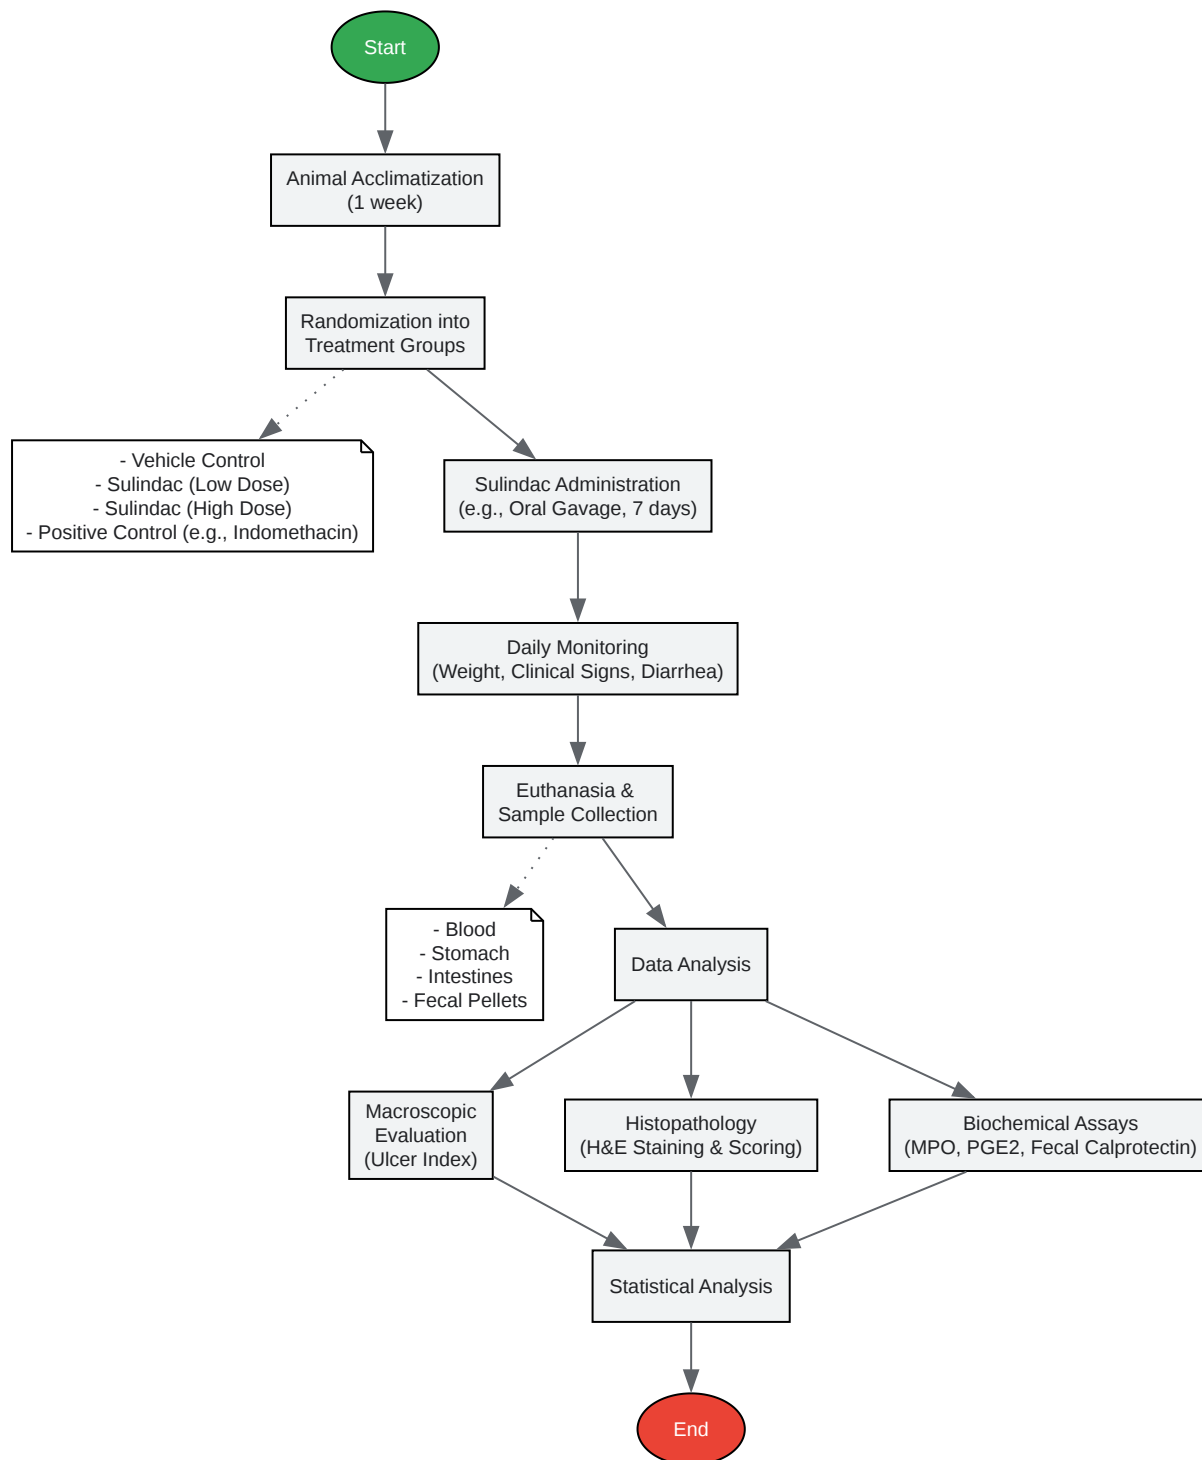 Start
Animal Acclimatization
(1 week)
Randomization into
Treatment Groups
- Vehicle Control
- Sulindac (Low Dose)
- Sulindac (High Dose)
- Positive Control (e.g., Indomethacin)
Sulindac Administration
(e.g., Oral Gavage, 7 days)
Daily Monitoring
(Weight, Clinical Signs, Diarrhea)
Euthanasia &
Sample Collection
- Blood
- Stomach
- Intestines
- Fecal Pellets
Data Analysis
Macroscopic
Evaluation
(Ulcer Index)
Histopathology
(H&E Staining & Scoring)
Biochemical Assays
(MPO, PGE2, Fecal Calprotectin)
Statistical Analysis
End